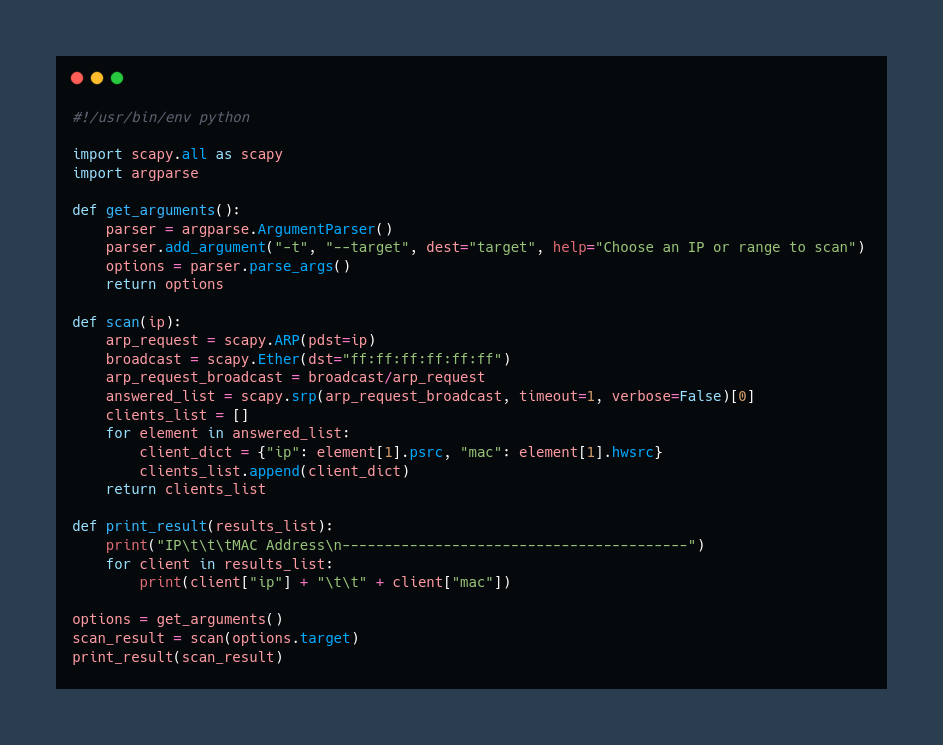 #!/usr/bin/env python

import scapy.all as scapy
import argparse

def get_arguments():
    parser = argparse.ArgumentParser()
    parser.add_argument("-t", "--target", dest="target", help="Choose an IP or range to scan")
    options = parser.parse_args()
    return options

def scan(ip):
    arp_request = scapy.ARP(pdst=ip)
    broadcast = scapy.Ether(dst="ff:ff:ff:ff:ff:ff")
    arp_request_broadcast = broadcast/arp_request
    answered_list = scapy.srp(arp_request_broadcast, timeout=1, verbose=False)[0]
    clients_list = []
    for element in answered_list:
        client_dict = {"ip": element[1].psrc, "mac": element[1].hwsrc}
        clients_list.append(client_dict)
    return clients_list

def print_result(results_list):
    print("IP\t\t\tMAC Address\n-----------------------------------------")
    for client in results_list:
        print(client["ip"] + "\t\t" + client["mac"])

options = get_arguments()
scan_result = scan(options.target)
print_result(scan_result)